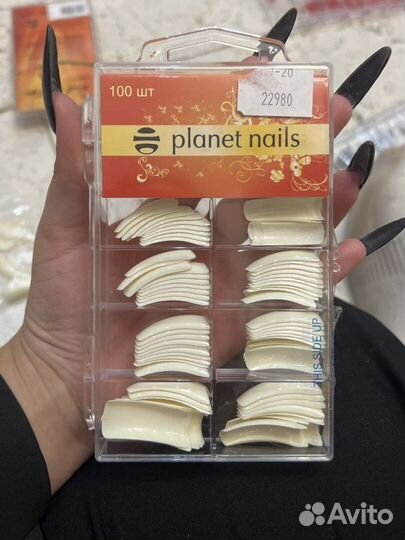 100 шт
22980
planet nails
THIS SIDE UP
Avito